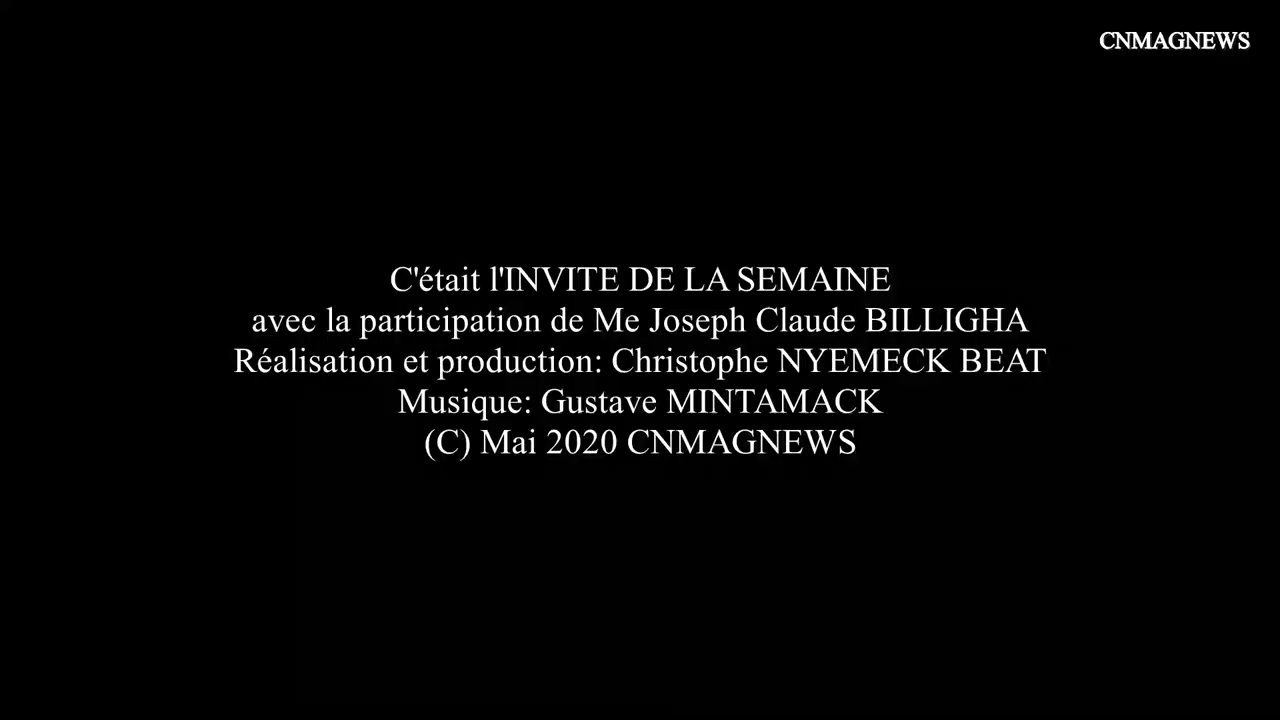 CNMAGNEWS
C'était l'INVITE DE LA SEMAINE
avec la participation de Me Joseph Claude BILLIGHA
Réalisation et production: Christophe NYEMECK BEAT
Musique: Gustave MINTAMACK
(C) Mai 2020 CNMAGNEWS